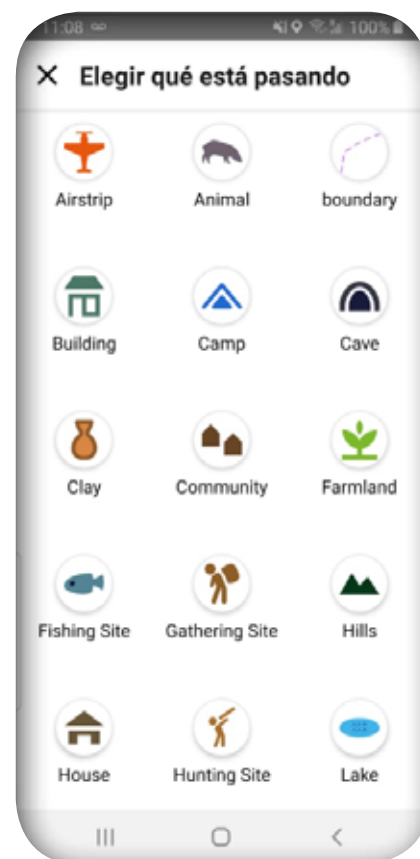 11:08
100%
Elegir qué está pasando
Airstrip Animal boundary
Building Camp Cave
Clay Community Farmland
Fishing Site Gathering Site Hills
House Hunting Site Lake